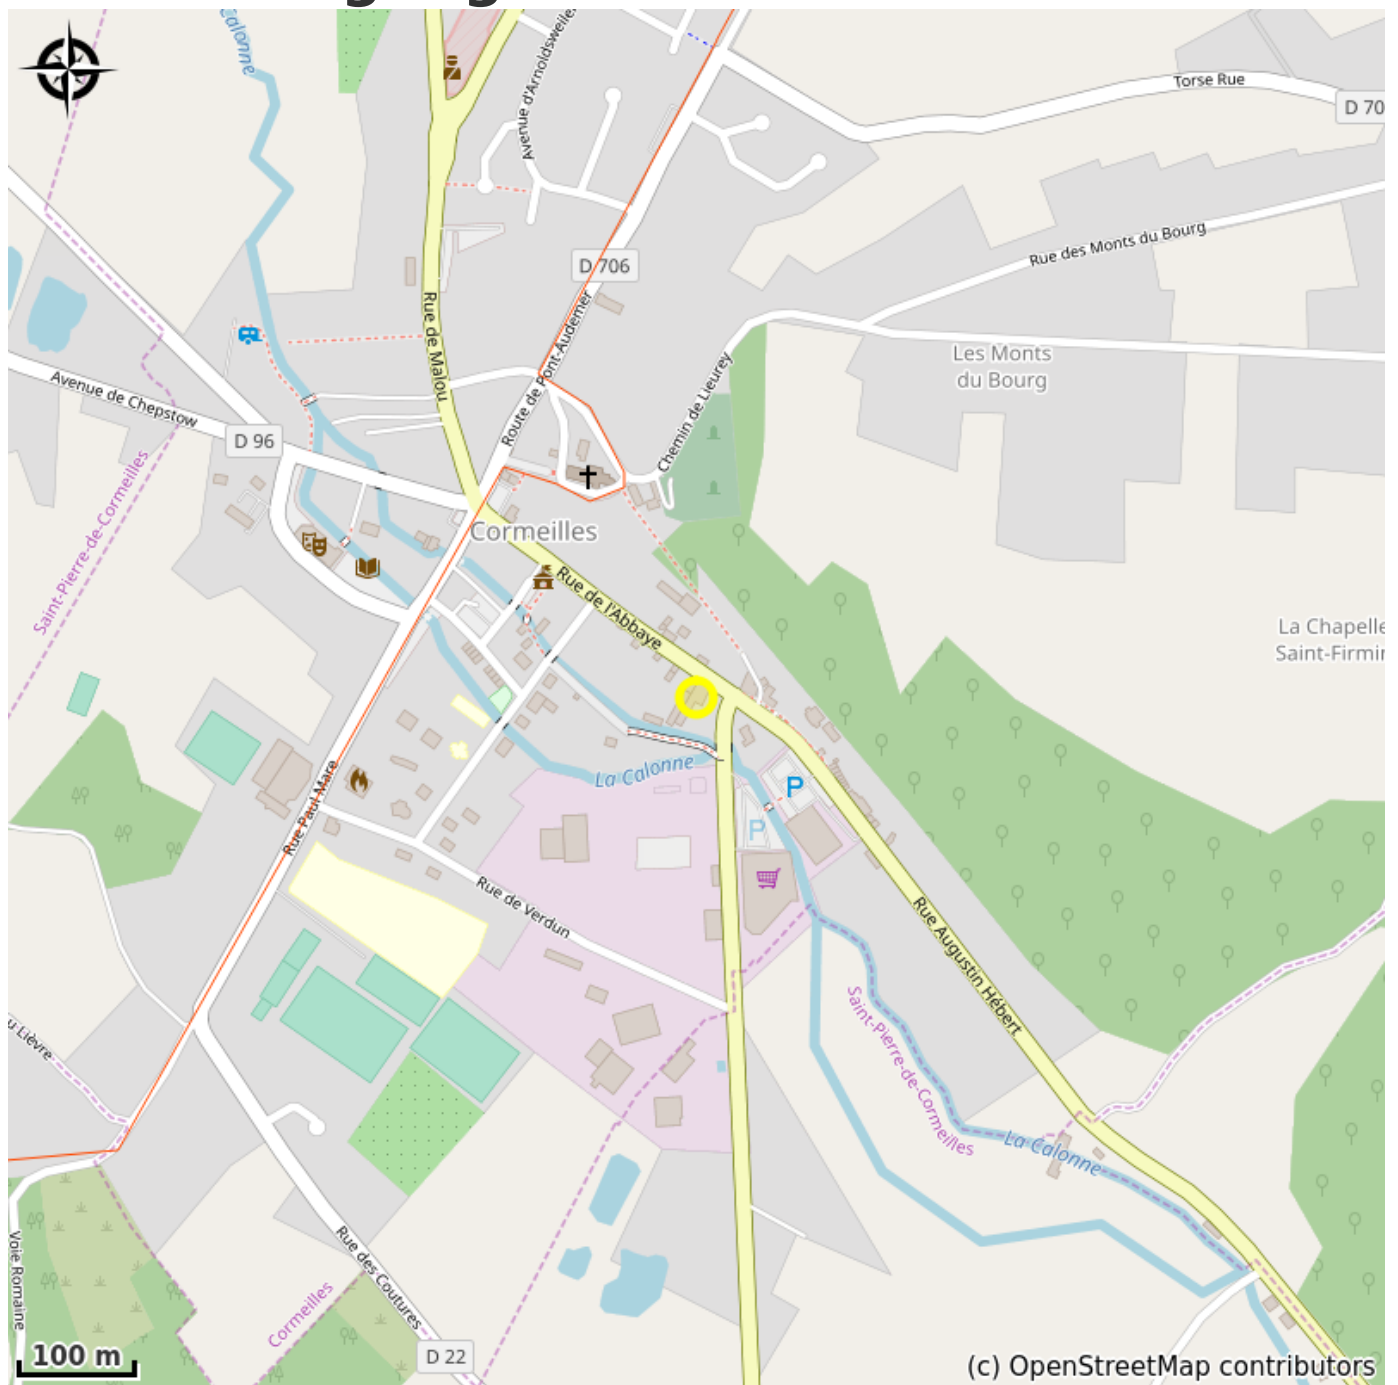 Calonne
Avenue d'Arnoldsweiler
Torse Rue
D 70
Rue des Monts du Bourg
D 706
Rue de Malou
Route de Pont-Audemer
Chemin de Lieurey
Les Monts
du Bourg
Avenue de Chepstow
D 96
Saint-Pierre-de-Cormeilles
Cormeilles
Rue de l'Abbaye
La Chapelle
Saint-Firmin
La Calonne
P
P
Rue Paul Mare
Rue de Verdun
Rue Augustin Hébert
Saint-Pierre-de-Cormeilles
u Lièvre
La Calonne
Voie Romaine
Rue des Coutures
Cormeilles
D 22
100 m
(c) OpenStreetMap contributors